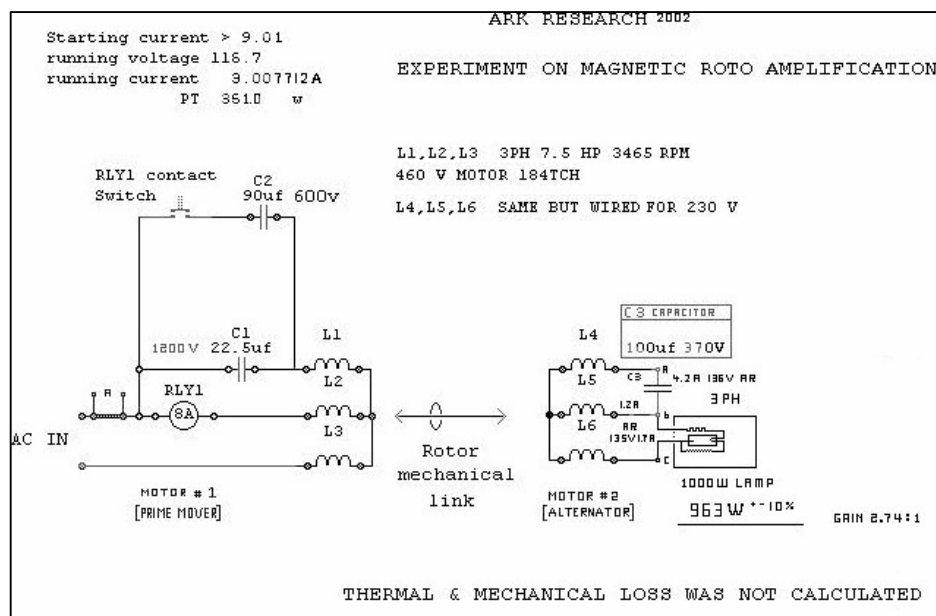 ARK RESEARCH 2002
Starting current > 9.01
running voltage 116.7
running current 3.007712A
PT 351.0 w
EXPERIMENT ON MAGNETIC ROTO AMPLIFICATION
L1,L2,L3 3PH 7.5 HP 3465 RPM
460 V MOTOR 184TCH
L4,L5,L6 SAME BUT WIRED FOR 230 V
RLY1 contact
Switch
C2
90uf 600v
C1
1200V 22.5uf
L1
L2
RLY1
A
8A
L3
AC IN
Rotor
mechanical
link
MOTOR # 1
[PRIME MOVER]
C3 CAPACITOR
100uf 370V
L4
L5
L6
A
C3
4.2A 136V AR
3 PH
1.2A
b
AR
135V1.7A
C
1000W LAMP
MOTOR #2
[ALTERNATOR]
963W +-10%
GAIN 2.74:1
THERMAL & MECHANICAL LOSS WAS NOT CALCULATED